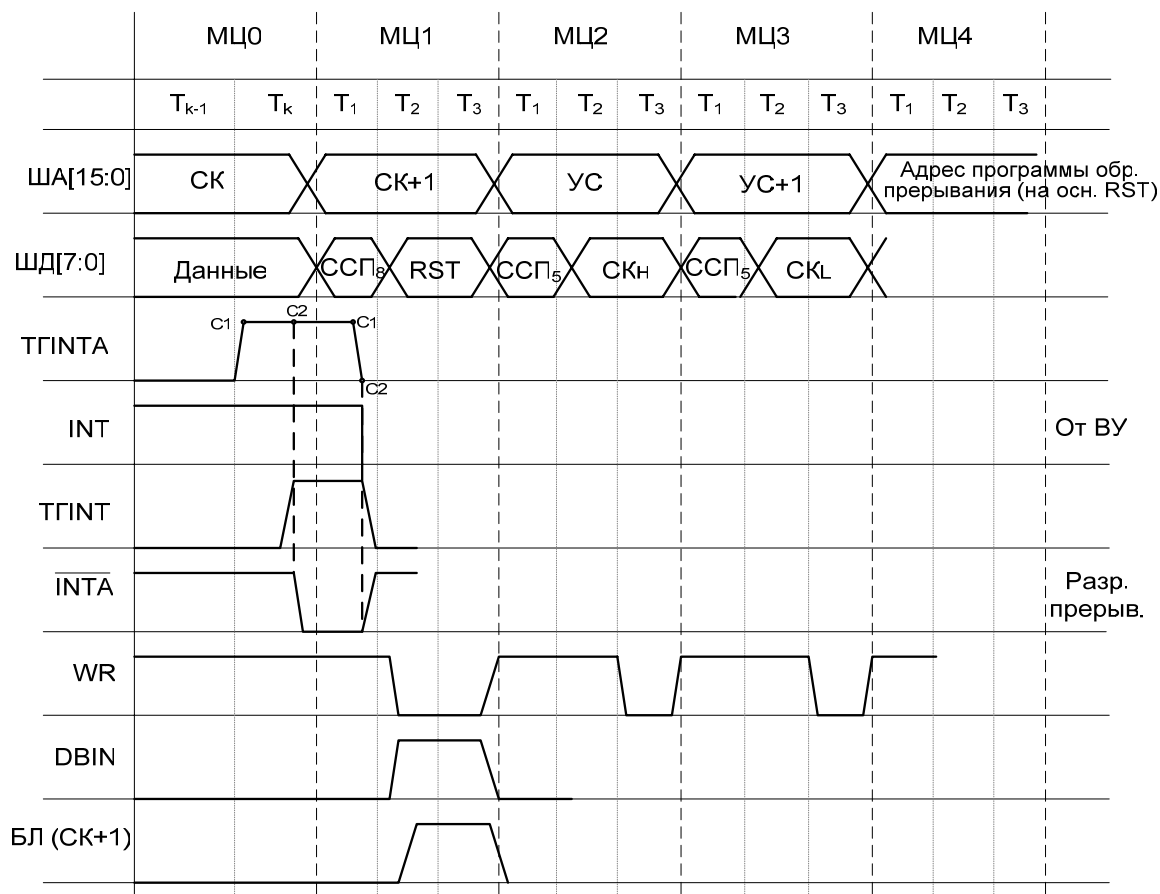 МЦ0 МЦ1 МЦ2 МЦ3 МЦ4
Tk-1 Tk T1 T2 T3 T1 T2 T3 T1 T2 T3 T1 T2 T3
ША[15:0] СК СК+1 УС УС+1 Адрес программы обр.
прерывания (на осн. RST)
ШД[7:0] Данные ССП8 RST ССП5 СКH ССП5 СКL
C1 C2 C1
ТГINTA
C2
INT От ВУ
ТГINT
INTA Разр.
прерыв.
WR
DBIN
БЛ (СК+1)